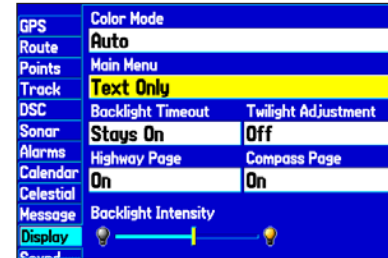 GPS
Route
Points
Track
DSC
Sonar
Alarms
Calendar
Celestial
Message
Display
Sound
Color Mode
Auto
Main Menu
Text Only
Backlight Timeout Twilight Adjustment
Stays On Off
Highway Page Compass Page
On On
Backlight Intensity